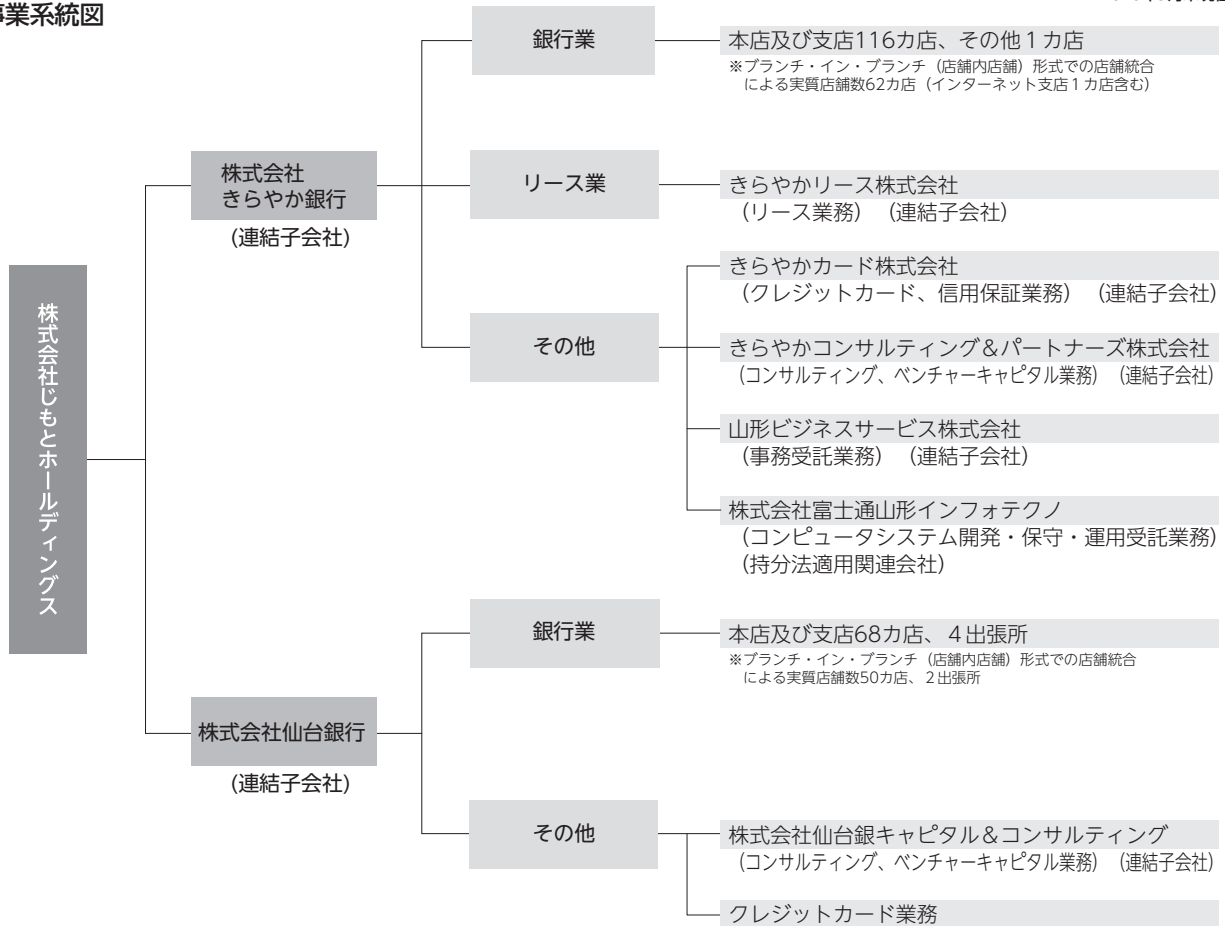 事業系統図
株式会社じもとホールディングス
株式会社
きらやか銀行
(連結子会社)
銀行業
本店及び支店116カ店、その他１カ店
※ブランチ・イン・ブランチ（店舗内店舗）形式での店舗統合
による実質店舗数62カ店（インターネット支店１カ店含む）
リース業
きらやかリース株式会社
（リース業務）（連結子会社）
その他
きらやかカード株式会社
（クレジットカード、信用保証業務）（連結子会社）
きらやかコンサルティング＆パートナーズ株式会社
（コンサルティング、ベンチャーキャピタル業務）（連結子会社）
山形ビジネスサービス株式会社
（事務受託業務）（連結子会社）
株式会社富士通山形インフォテクノ
（コンピュータシステム開発・保守・運用受託業務）
（持分法適用関連会社）
株式会社仙台銀行
(連結子会社)
銀行業
本店及び支店68カ店、４出張所
※ブランチ・イン・ブランチ（店舗内店舗）形式での店舗統合
による実質店舗数50カ店、２出張所
その他
株式会社仙台銀キャピタル＆コンサルティング
（コンサルティング、ベンチャーキャピタル業務）（連結子会社）
クレジットカード業務